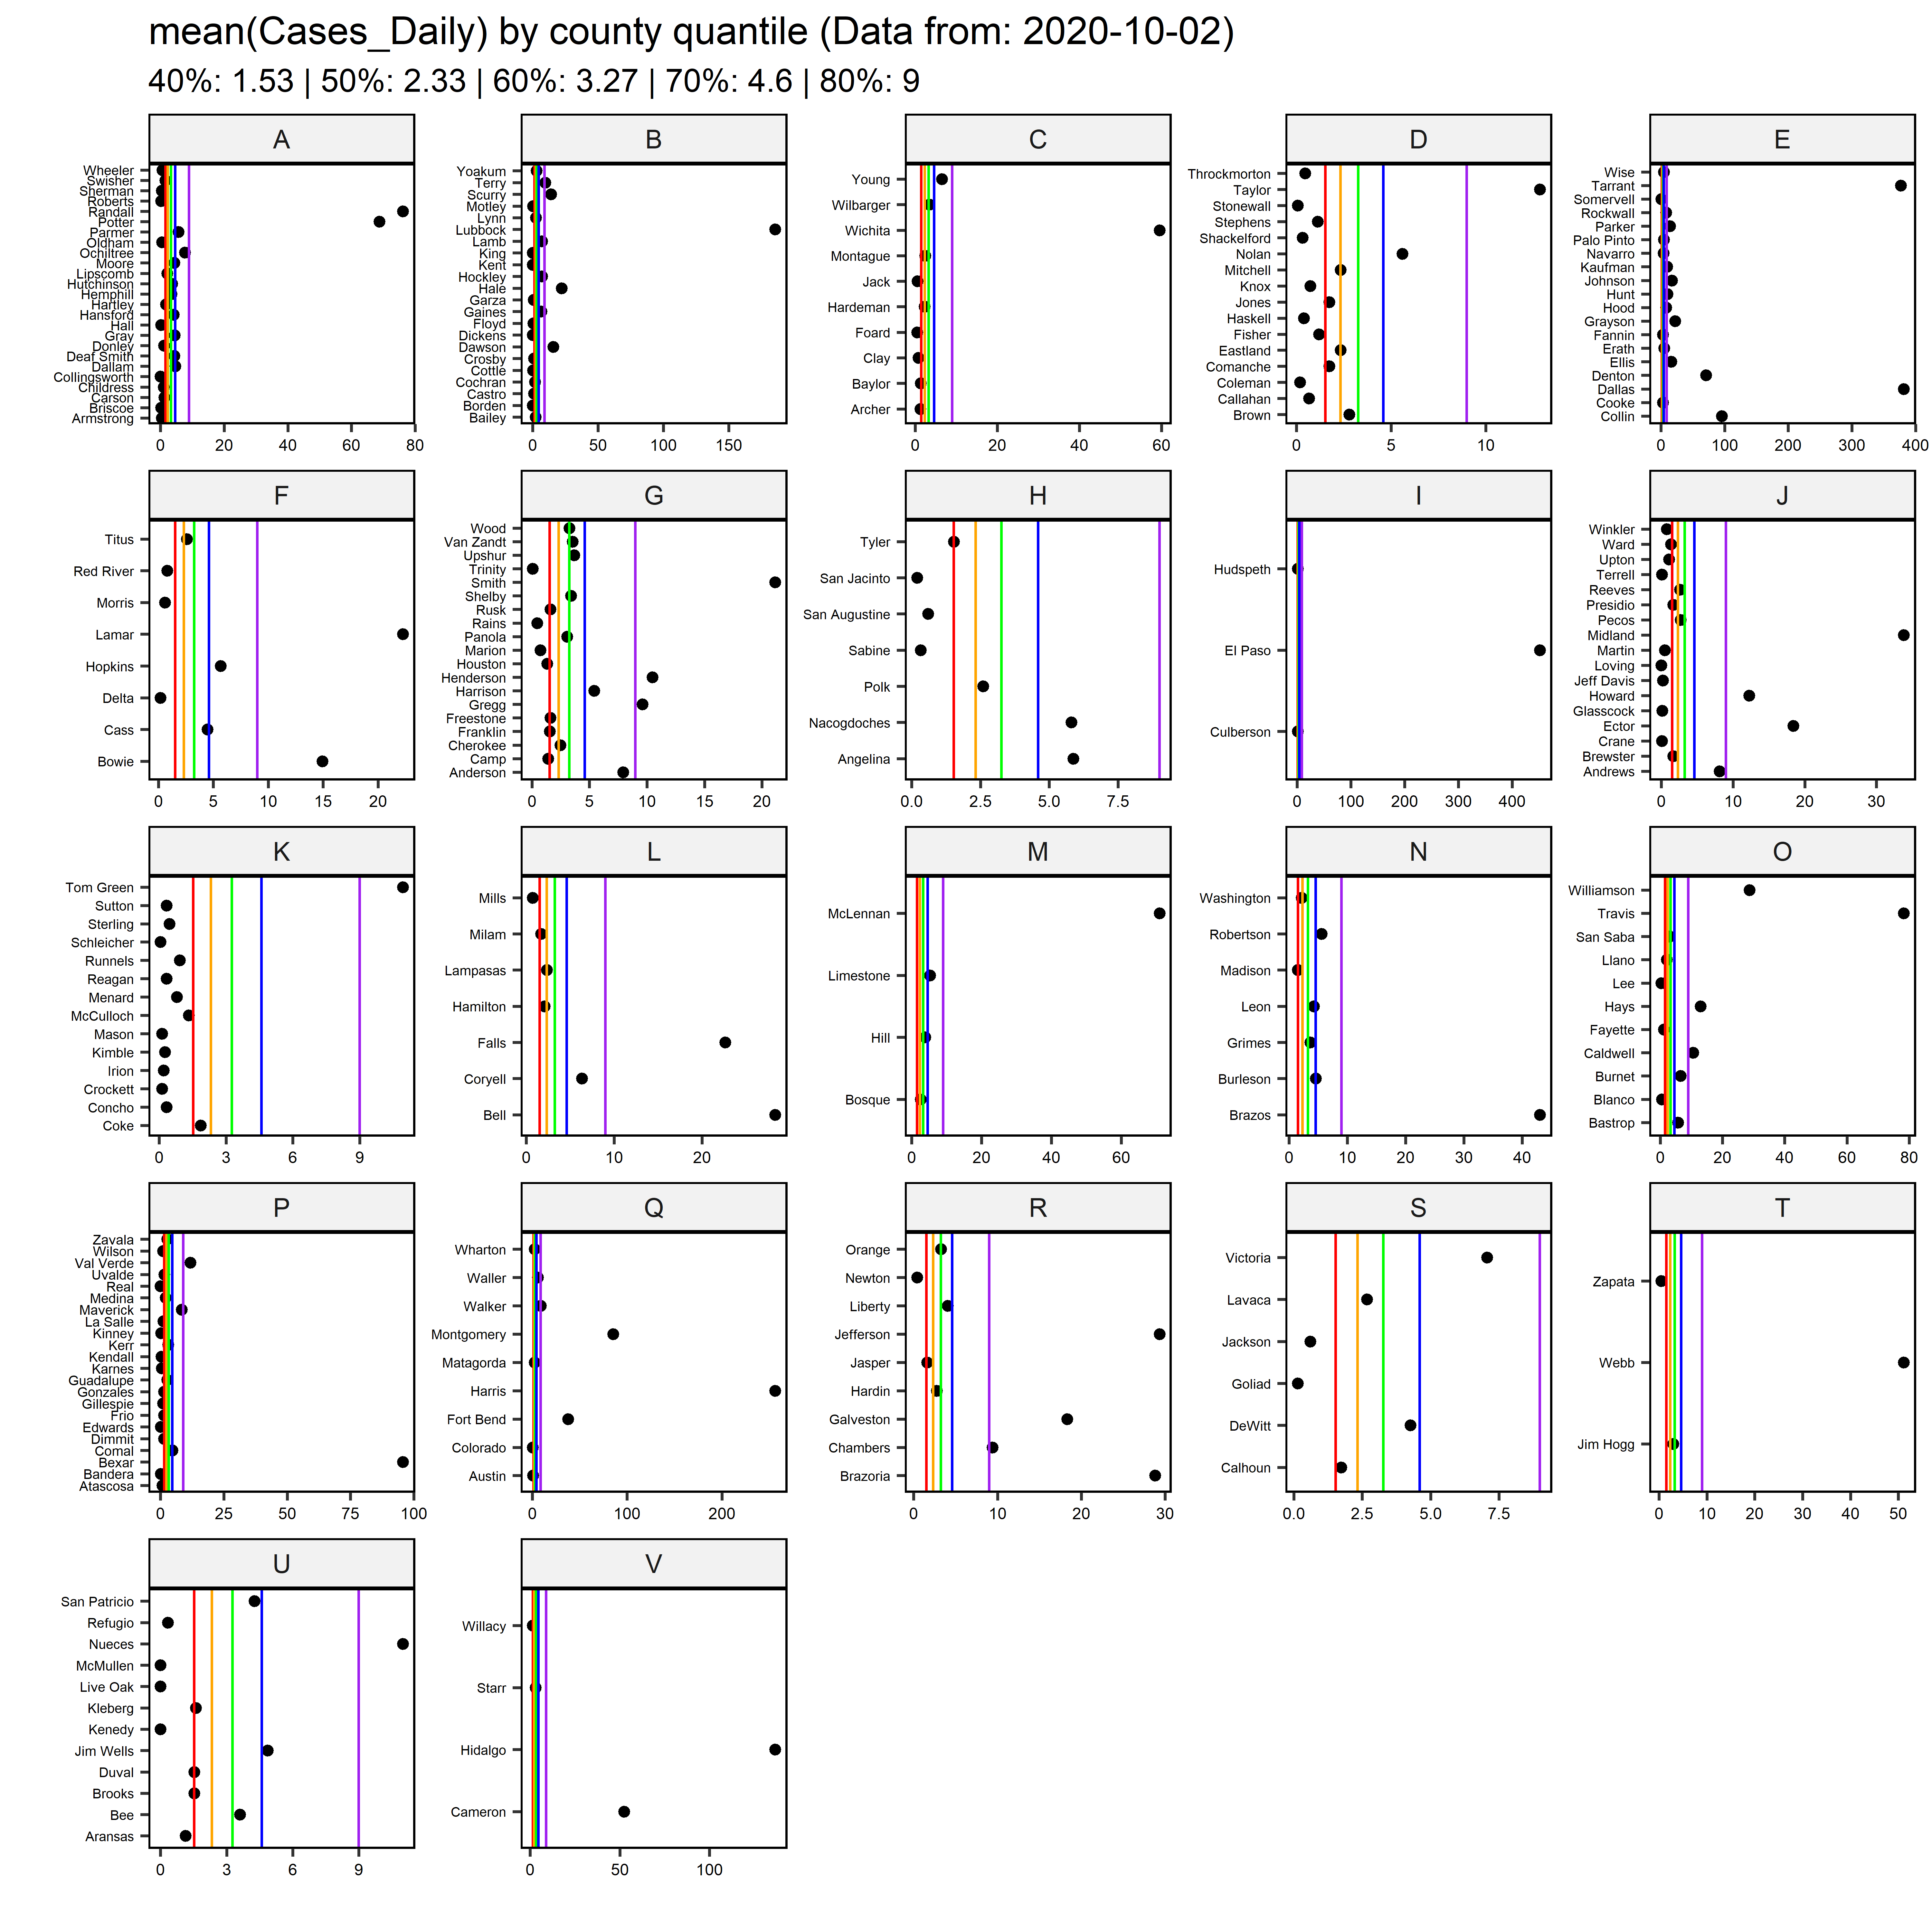 mean(Cases_Daily) by county quantile (Data from: 2020-10-02)
40%: 1.53 | 50%: 2.33 | 60%: 3.27 | 70%: 4.6 | 80%: 9
A
Wheeler
Swisher
Sherman
Roberts
Randall
Potter
Parmer
Oldham
Ochiltree
Moore
Lipscomb
Hutchinson
Hemphill
Hartley
Hansford
Hall
Gray
Donley
Deaf Smith
Dallam
Collingsworth
Childress
Carson
Briscoe
Armstrong
0 20 40 60 80
B
Yoakum
Terry
Scurry
Motley
Lynn
Lubbock
Lamb
King
Kent
Hockley
Hale
Garza
Gaines
Floyd
Dickens
Dawson
Crosby
Cottle
Cochran
Castro
Borden
Bailey
0 50 100 150
C
Young
Wilbarger
Wichita
Montague
Jack
Hardeman
Foard
Clay
Baylor
Archer
0 20 40 60
D
Throckmorton
Taylor
Stonewall
Stephens
Shackelford
Nolan
Mitchell
Knox
Jones
Haskell
Fisher
Eastland
Comanche
Coleman
Callahan
Brown
0 5 10
E
Wise
Tarrant
Somervell
Rockwall
Parker
Palo Pinto
Navarro
Kaufman
Johnson
Hunt
Hood
Grayson
Fannin
Erath
Ellis
Denton
Dallas
Cooke
Collin
0 100 200 300 400
F
Titus
Red River
Morris
Lamar
Hopkins
Delta
Cass
Bowie
0 5 10 15 20
G
Wood
Van Zandt
Upshur
Trinity
Smith
Shelby
Rusk
Rains
Panola
Marion
Houston
Henderson
Harrison
Gregg
Freestone
Franklin
Cherokee
Camp
Anderson
0 5 10 15 20
H
Tyler
San Jacinto
San Augustine
Sabine
Polk
Nacogdoches
Angelina
0.0 2.5 5.0 7.5
I
Hudspeth
El Paso
Culberson
0 100 200 300 400
J
Winkler
Ward
Upton
Terrell
Reeves
Presidio
Pecos
Midland
Martin
Loving
Jeff Davis
Howard
Glasscock
Ector
Crane
Brewster
Andrews
0 10 20 30
K
Tom Green
Sutton
Sterling
Schleicher
Runnels
Reagan
Menard
McCulloch
Mason
Kimble
Irion
Crockett
Concho
Coke
0 3 6 9
L
Mills
Milam
Lampasas
Hamilton
Falls
Coryell
Bell
0 10 20
M
McLennan
Limestone
Hill
Bosque
0 20 40 60
N
Washington
Robertson
Madison
Leon
Grimes
Burleson
Brazos
0 10 20 30 40
O
Williamson
Travis
San Saba
Llano
Lee
Hays
Fayette
Caldwell
Burnet
Blanco
Bastrop
0 20 40 60 80
P
Zavala
Wilson
Val Verde
Uvalde
Real
Medina
Maverick
La Salle
Kinney
Kerr
Kendall
Karnes
Guadalupe
Gonzales
Gillespie
Frio
Edwards
Dimmit
Comal
Bexar
Bandera
Atascosa
0 25 50 75 100
Q
Wharton
Waller
Walker
Montgomery
Matagorda
Harris
Fort Bend
Colorado
Austin
0 100 200
R
Orange
Newton
Liberty
Jefferson
Jasper
Hardin
Galveston
Chambers
Brazoria
0 10 20 30
S
Victoria
Lavaca
Jackson
Goliad
DeWitt
Calhoun
0.0 2.5 5.0 7.5
T
Zapata
Webb
Jim Hogg
0 10 20 30 40 50
U
San Patricio
Refugio
Nueces
McMullen
Live Oak
Kleberg
Kenedy
Jim Wells
Duval
Brooks
Bee
Aransas
0 3 6 9
V
Willacy
Starr
Hidalgo
Cameron
0 50 100